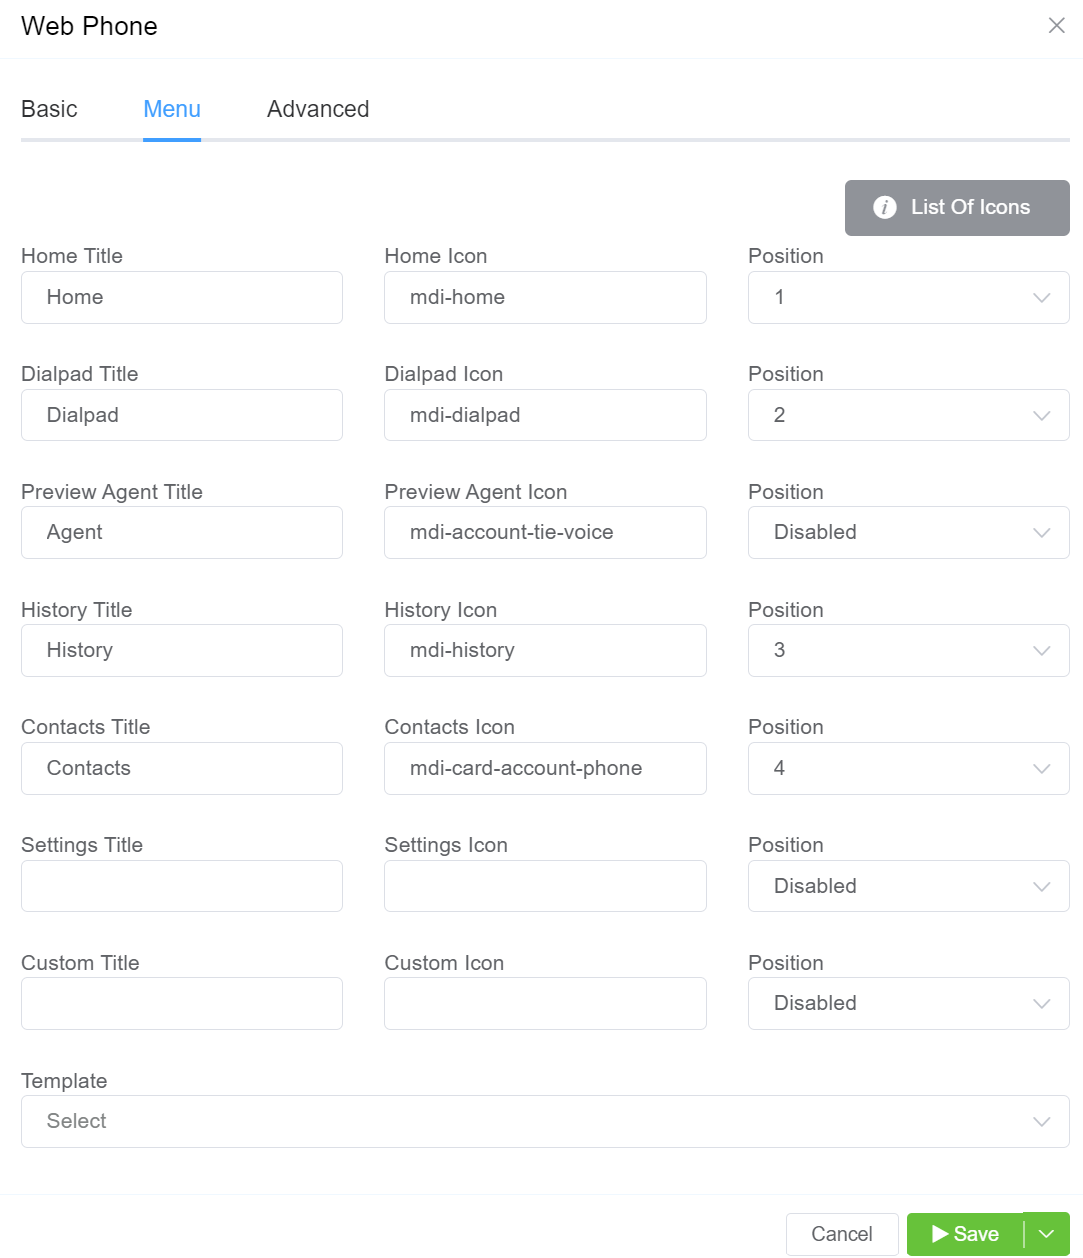 Web Phone
Basic Menu Advanced
List Of Icons
Home Title Home Icon Position
Home mdi-home 1
Dialpad Title Dialpad Icon Position
Dialpad mdi-dialpad 2
Preview Agent Title Preview Agent Icon Position
Agent mdi-account-tie-voice Disabled
History Title History Icon Position
History mdi-history 3
Contacts Title Contacts Icon Position
Contacts mdi-card-account-phone 4
Settings Title Settings Icon Position
Disabled
Custom Title Custom Icon Position
Disabled
Template
Select
Cancel Save